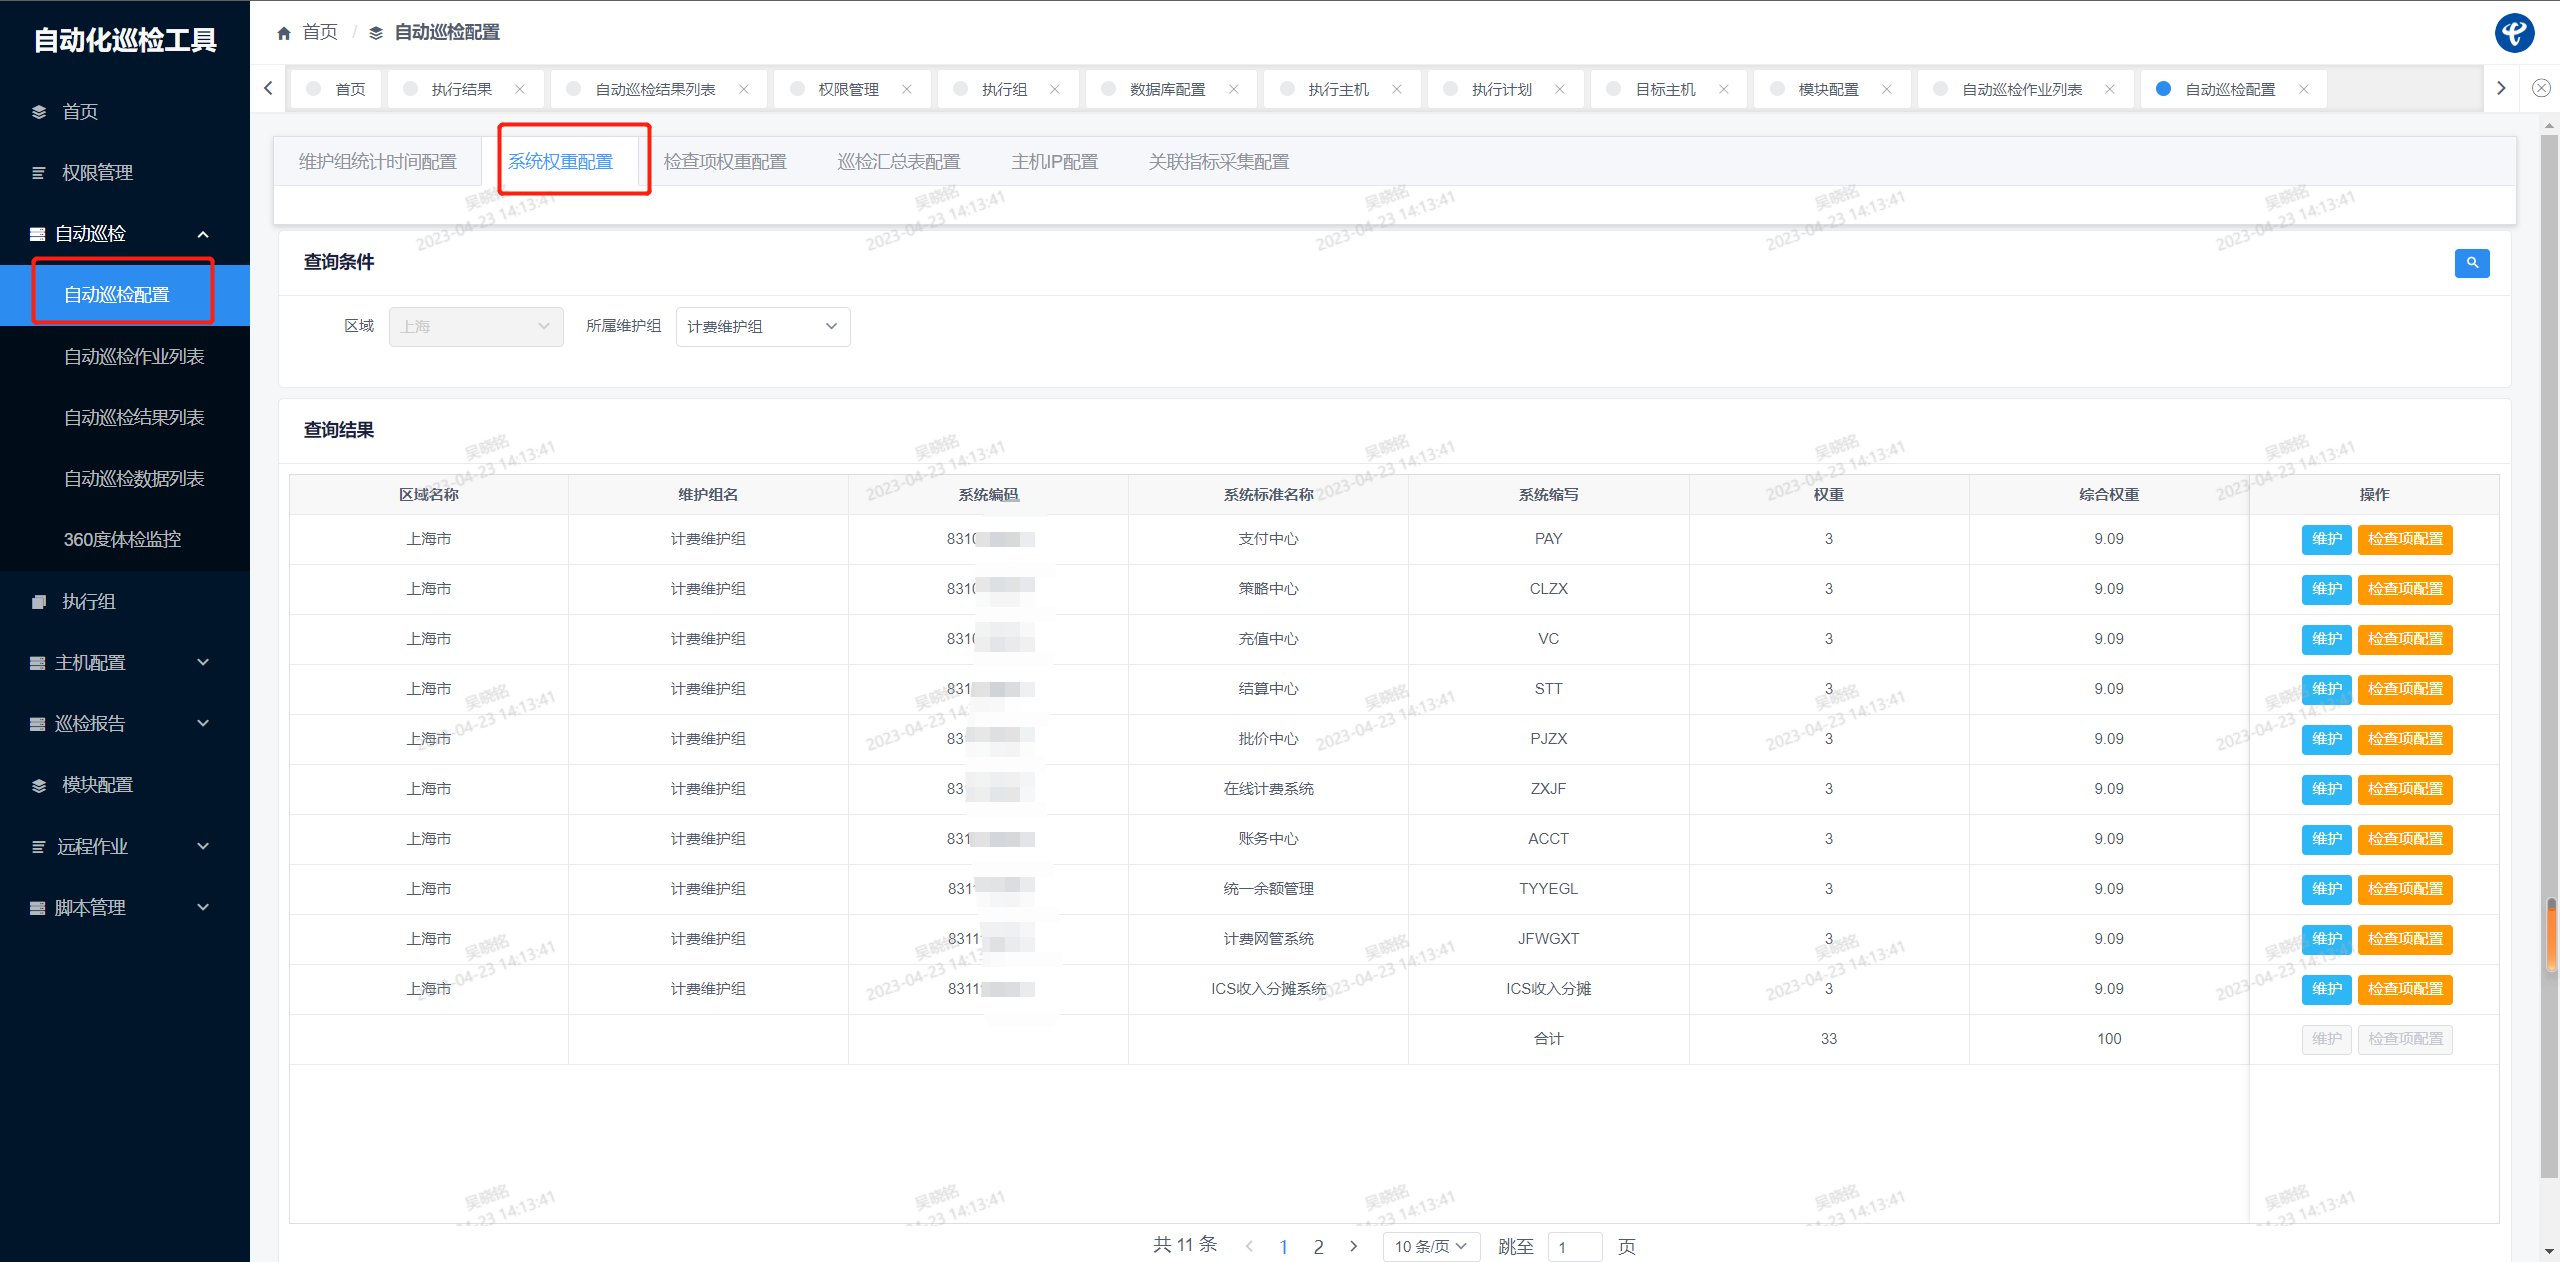 自动化巡检工具
首页 / 自动巡检配置
首页
权限管理
自动巡检
自动巡检配置
自动巡检作业列表
自动巡检结果列表
自动巡检数据列表
360度体检监控
执行组
主机配置
巡检报告
模块配置
远程作业
脚本管理
首页 执行结果 自动巡检结果列表 权限管理 执行组 数据库配置 执行主机 执行计划 目标主机 模块配置 自动巡检作业列表 自动巡检配置
维护组统计时间配置 系统权重配置 检查项权重配置 巡检汇总表配置 主机IP配置 关联指标采集配置
查询条件
区域 上海 所属维护组 计费维护组
查询结果
区域名称 维护组名 系统编码 系统标准名称 系统缩写 权重 综合权重 操作
上海市 计费维护组 8310 支付中心 PAY 3 9.09 维护 检查项配置
上海市 计费维护组 8310 策略中心 CLZX 3 9.09 维护 检查项配置
上海市 计费维护组 8310 充值中心 VC 3 9.09 维护 检查项配置
上海市 计费维护组 831 结算中心 STT 3 9.09 维护 检查项配置
上海市 计费维护组 83 批价中心 PJZX 3 9.09 维护 检查项配置
上海市 计费维护组 83 在线计费系统 ZXJF 3 9.09 维护 检查项配置
上海市 计费维护组 831 账务中心 ACCT 3 9.09 维护 检查项配置
上海市 计费维护组 831 统一余额管理 TYYEGL 3 9.09 维护 检查项配置
上海市 计费维护组 8311 计费网管系统 JFWGXT 3 9.09 维护 检查项配置
上海市 计费维护组 8311 ICS收入分摊系统 ICS收入分摊 3 9.09 维护 检查项配置
合计 33 100 维护 检查项配置
共 11 条 1 2 10 条/页 跳至 1 页
吴晓铭
2023-04-23 14:13:41